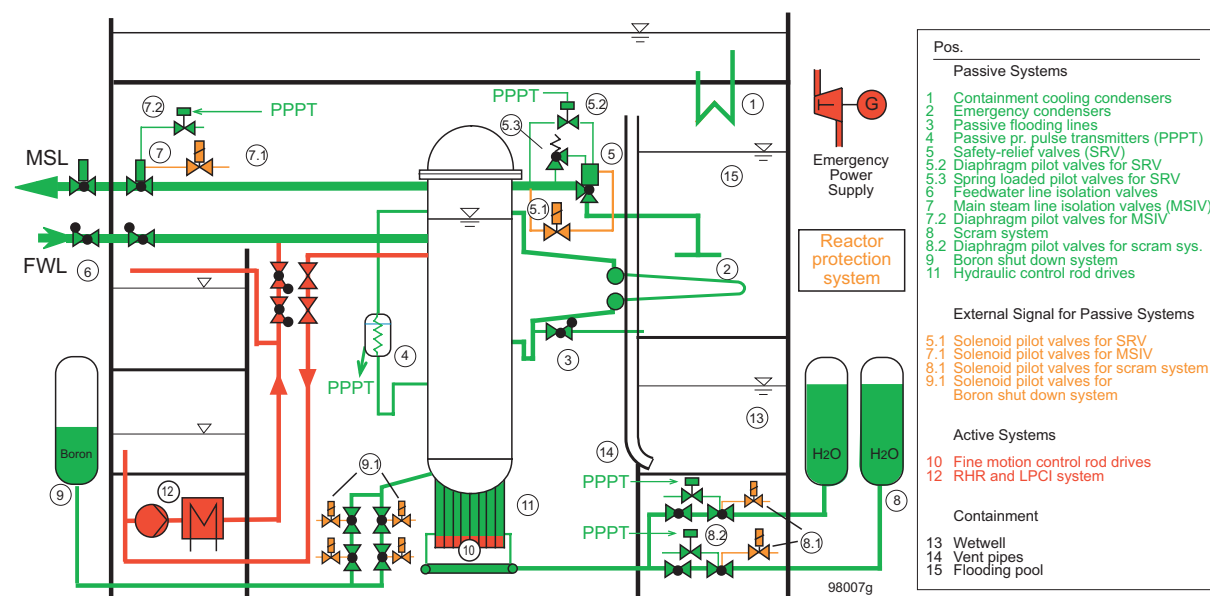 7.2
PPPT
7
7.1
MSL
FWL
6
PPPT
5.2
5.3
5
5.1
1
G
Emergency
Power
Supply
15
Reactor
protection
system
2
3
4
PPPT
13
14
Boron
9
12
9.1
11
10
PPPT
PPPT
8.2
8.1
H2O
H2O
8
98007g
Pos.
Passive Systems
1 Containment cooling condensers
2 Emergency condensers
3 Passive flooding lines
4 Passive pr. pulse transmitters (PPPT)
5 Safety-relief valves (SRV)
5.2 Diaphragm pilot valves for SRV
5.3 Spring loaded pilot valves for SRV
6 Feedwater line isolation valves
7 Main steam line isolation valves (MSIV)
7.2 Diaphragm pilot valves for MSIV
8 Scram system
8.2 Diaphragm pilot valves for scram sys.
9 Boron shut down system
11 Hydraulic control rod drives
External Signal for Passive Systems
5.1 Solenoid pilot valves for SRV
7.1 Solenoid pilot valves for MSIV
8.1 Solenoid pilot valves for scram system
9.1 Solenoid pilot valves for
Boron shut down system
Active Systems
10 Fine motion control rod drives
12 RHR and LPCI system
Containment
13 Wetwell
14 Vent pipes
15 Flooding pool